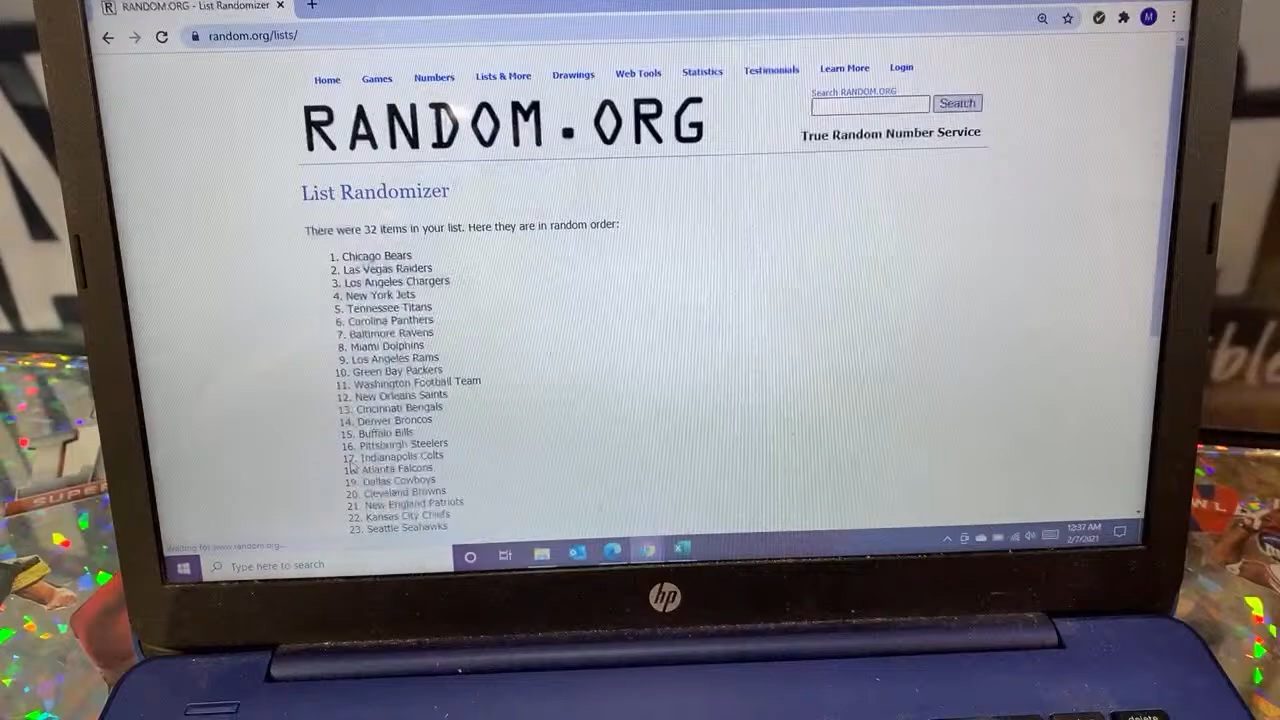 RANDOM.ORG - List Randomizer
random.org/lists/
M
Home Games Numbers Lists & More Drawings Web Tools Statistics Testimonials Learn More Login
RANDOM.ORG
Search RANDOM.ORG
Search
True Random Number Service
List Randomizer
There were 32 items in your list. Here they are in random order:
1. Chicago Bears
2. Las Vegas Raiders
3. Los Angeles Chargers
4. New York Jets
5. Tennessee Titans
6. Carolina Panthers
7. Baltimore Ravens
8. Miami Dolphins
9. Los Angeles Rams
10. Green Bay Packers
11. Washington Football Team
12. New Orleans Saints
13. Cincinnati Bengals
14. Denver Broncos
15. Buffalo Bills
16. Pittsburgh Steelers
17. Indianapolis Colts
18. Atlanta Falcons
19. Dallas Cowboys
20. Cleveland Browns
21. New England Patriots
22. Kansas City Chiefs
23. Seattle Seahawks
Waiting for www.random.org...
Type here to search
12:37 AM
2/7/2021
hp
SUPER
delete